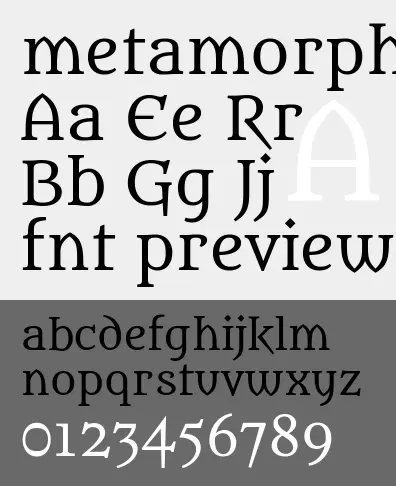 metamorph
Aa Ee Rr
A
Bb Gg Jj
fnt preview
abcdefghijklm
nopqrstuvwxyz
0123456789